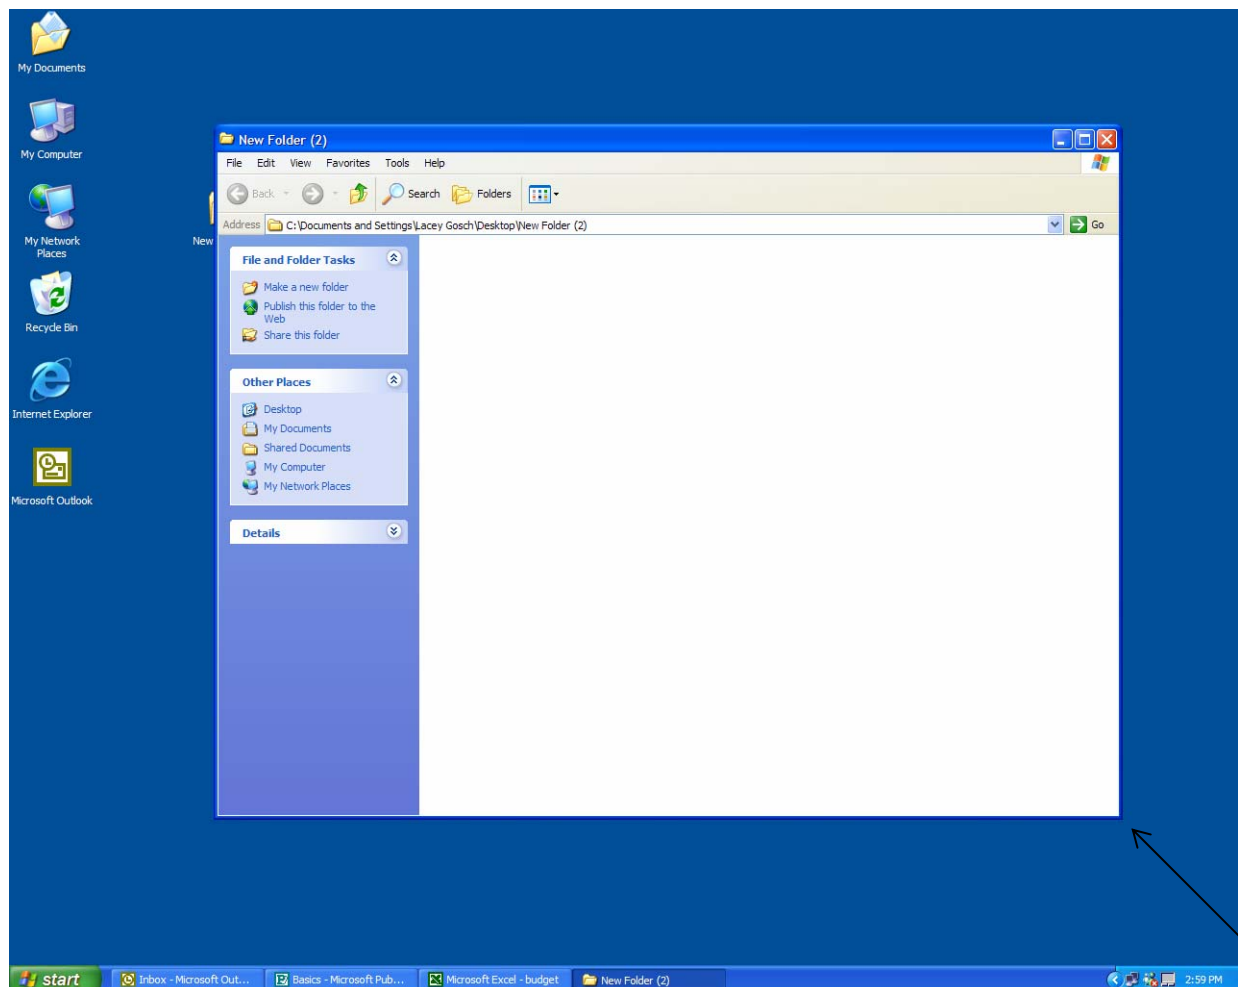 My Documents
My Computer
My Network
Places
Recycle Bin
Internet Explorer
Microsoft Outlook
New
New Folder (2)
File Edit View Favorites Tools Help
Back Search Folders
Address C:\Documents and Settings\Lacey Gosch\Desktop\New Folder (2) Go
File and Folder Tasks
Make a new folder
Publish this folder to the
Web
Share this folder
Other Places
Desktop
My Documents
Shared Documents
My Computer
My Network Places
Details
start Inbox - Microsoft Out... Basics - Microsoft Pub... Microsoft Excel - budget New Folder (2) 2:59 PM